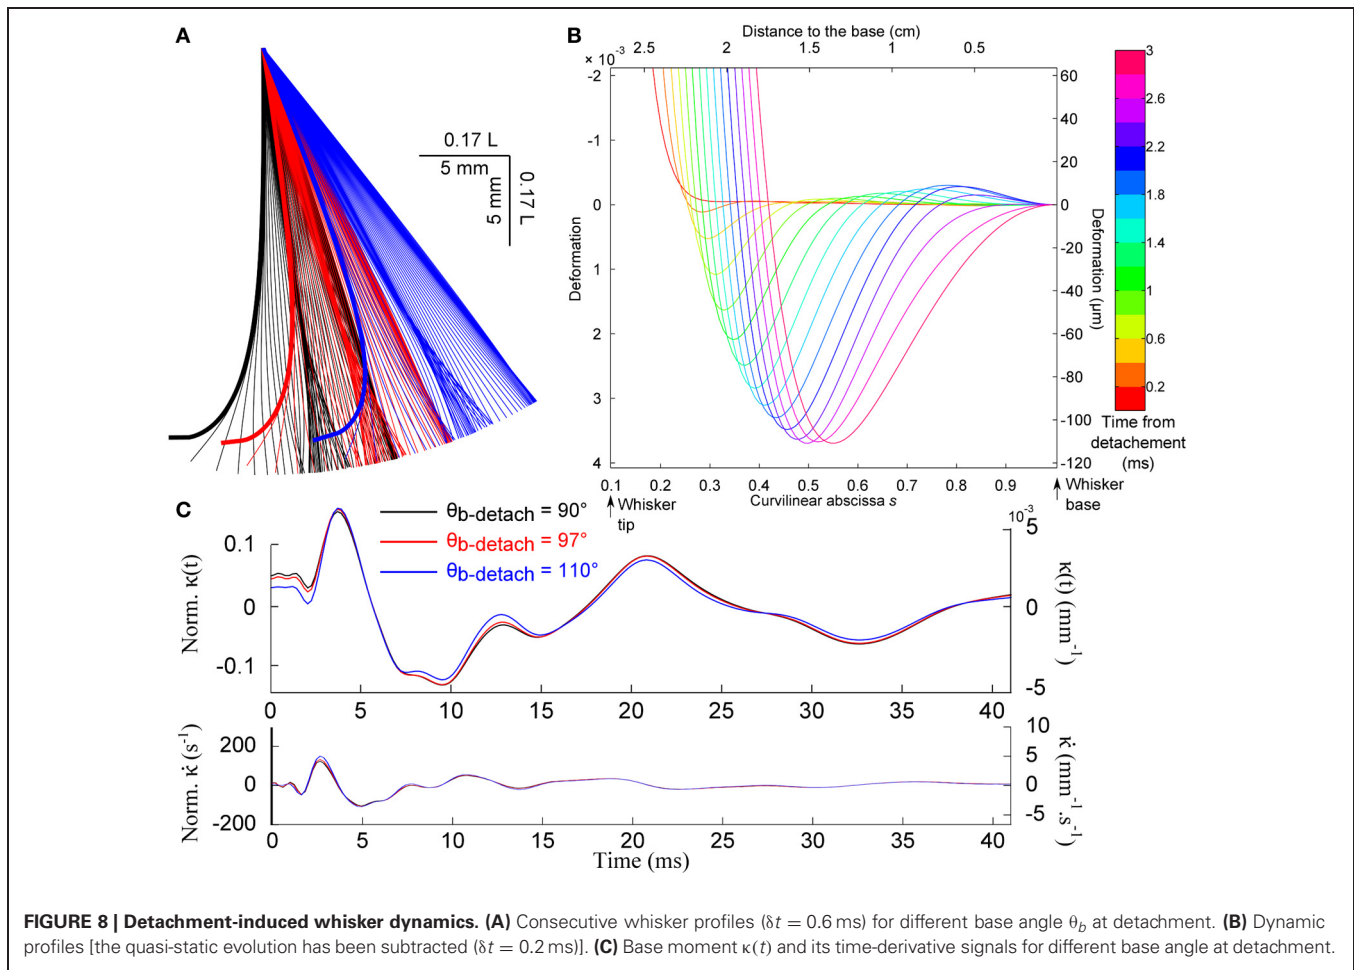 A
0.17 L
5 mm
5 mm
0.17 L
B
Distance to the base (cm)
2.5 2 1.5 1 0.5
× 10⁻³
-2
-1
0
1
2
3
4
Deformation
60
40
20
0
-20
-40
-60
-80
-100
-120
Deformation (µm)
0.1 0.2 0.3 0.4 0.5 0.6 0.7 0.8 0.9
Curvilinear abscissa s
Whisker
tip
Whisker
base
3
2.6
2.2
1.8
1.4
1
0.6
0.2
Time from
detachement
(ms)
C
θb-detach = 90°
θb-detach = 97°
θb-detach = 110°
Norm. κ(t)
0.1
0
-0.1
10⁻³
5
0
-5
κ(t) (mm⁻¹)
0 5 10 15 20 25 30 35 40
Norm. κ̇ (s⁻¹)
200
0
-200
10
5
0
-5
κ̇ (mm⁻¹.s⁻¹)
0 5 10 15 20 25 30 35 40
Time (ms)
FIGURE 8 | Detachment-induced whisker dynamics. (A) Consecutive whisker profiles (δt = 0.6 ms) for different base angle θb at detachment. (B) Dynamic
profiles [the quasi-static evolution has been subtracted (δt = 0.2 ms)]. (C) Base moment κ(t) and its time-derivative signals for different base angle at detachment.